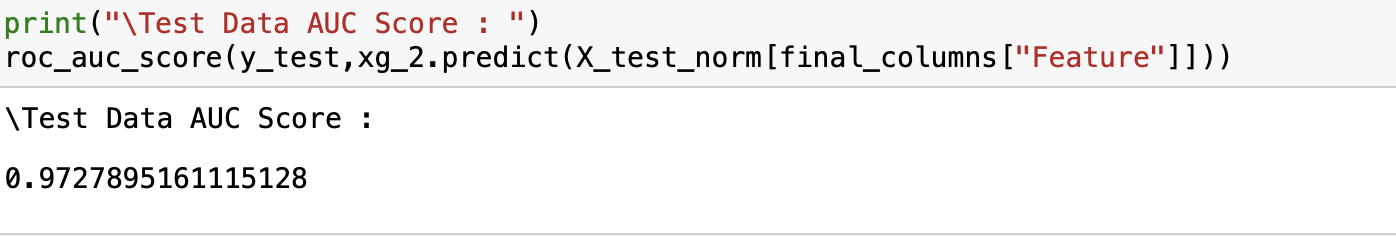 print("\Test Data AUC Score : ")
roc_auc_score(y_test,xg_2.predict(X_test_norm[final_columns["Feature"]]))
\Test Data AUC Score :
0.9727895161115128